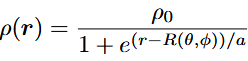 ρ(r) = ρ₀ / (1 + e^{(r−R(θ,ϕ))/a})